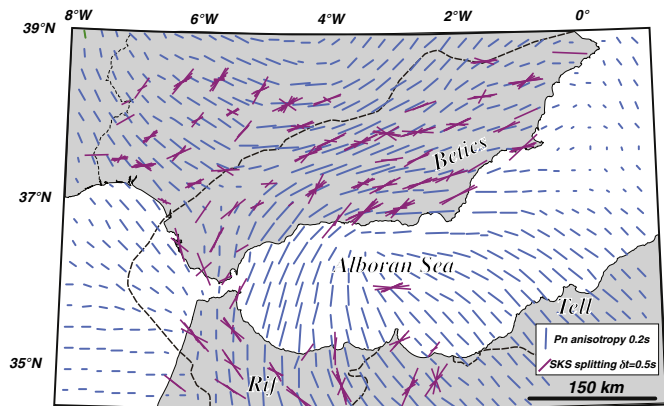 8°W 6°W 4°W 2°W 0°
39°N
Betics
37°N
Alboran Sea
Tell
Pn anisotropy 0.2s
35°N
SKS splitting δt=0.5s
Rif
150 km